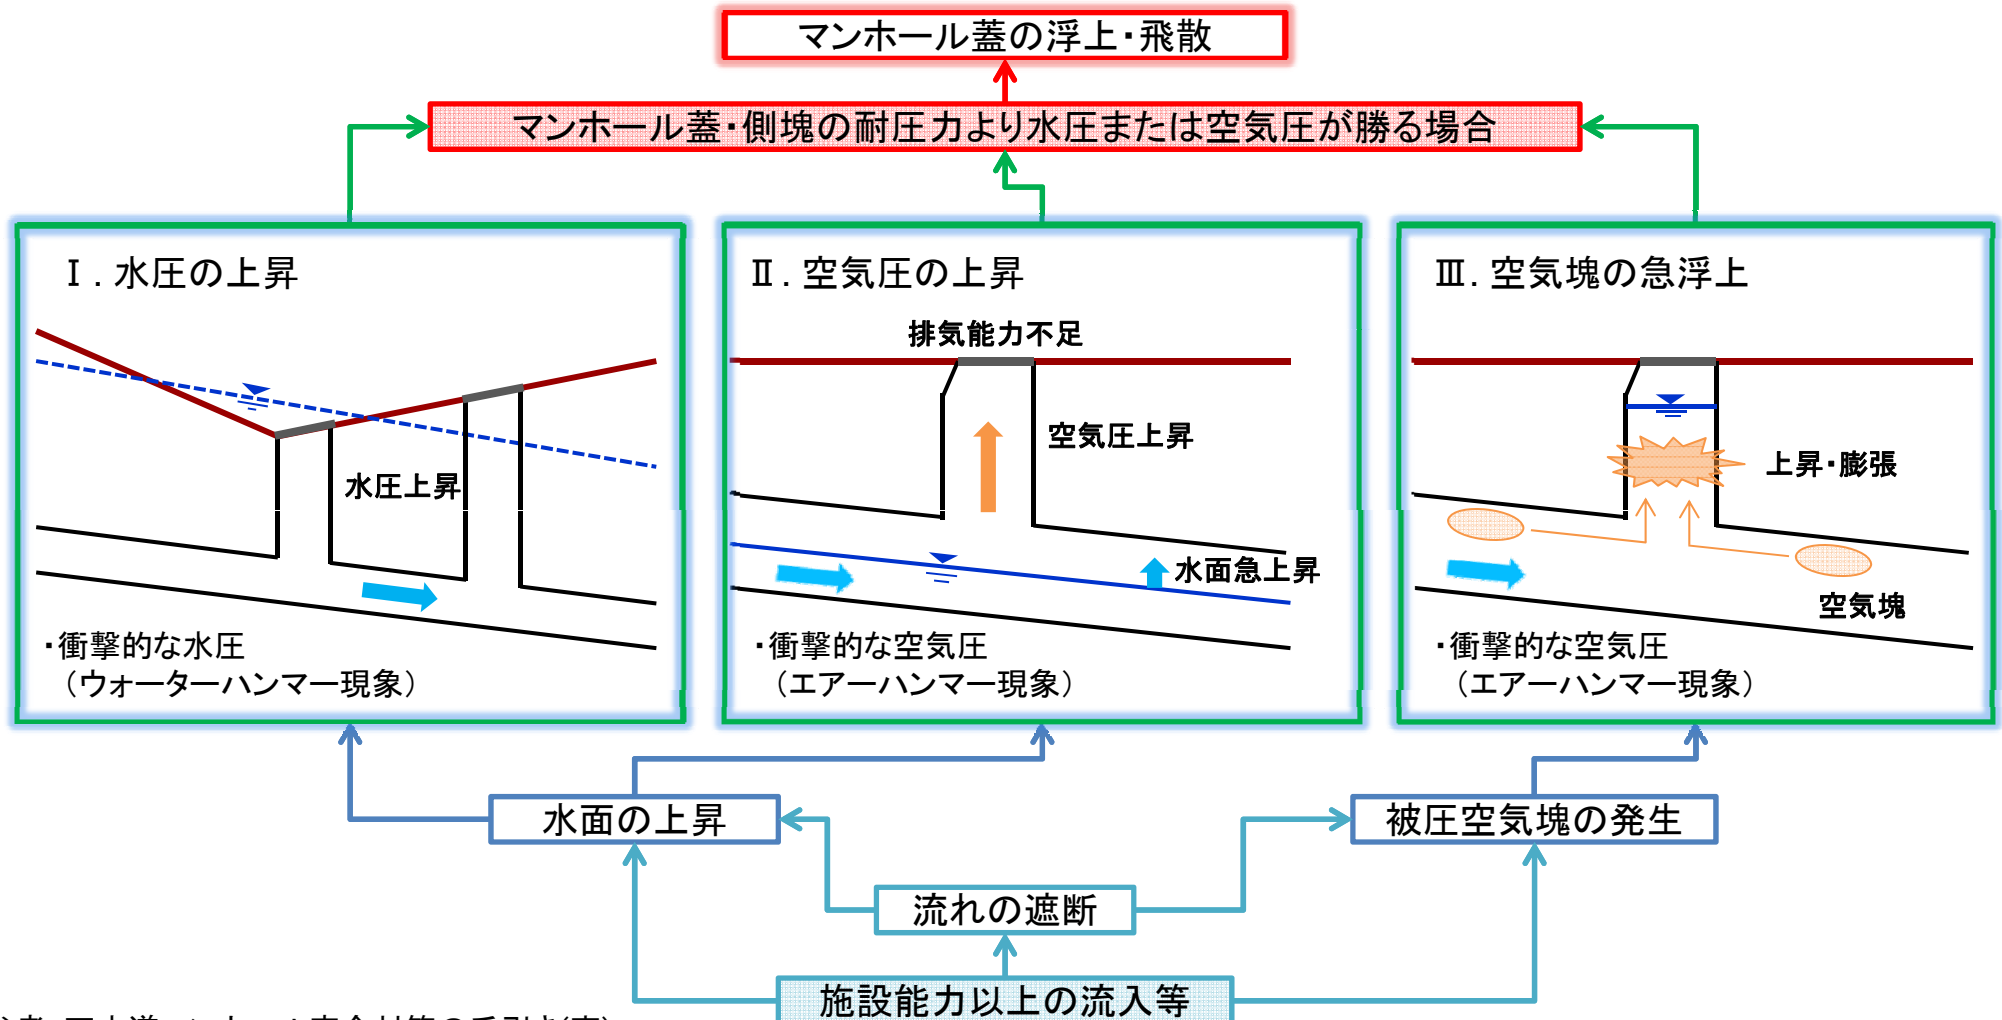 マンホール蓋の浮上・飛散
マンホール蓋・側塊の耐圧力より水圧または空気圧が勝る場合
Ⅰ．水圧の上昇
水圧上昇
・衝撃的な水圧
（ウォーターハンマー現象）
Ⅱ．空気圧の上昇
排気能力不足
空気圧上昇
水面急上昇
・衝撃的な空気圧
（エアーハンマー現象）
Ⅲ．空気塊の急浮上
上昇・膨張
空気塊
・衝撃的な空気圧
（エアーハンマー現象）
水面の上昇
被圧空気塊の発生
流れの遮断
施設能力以上の流入等